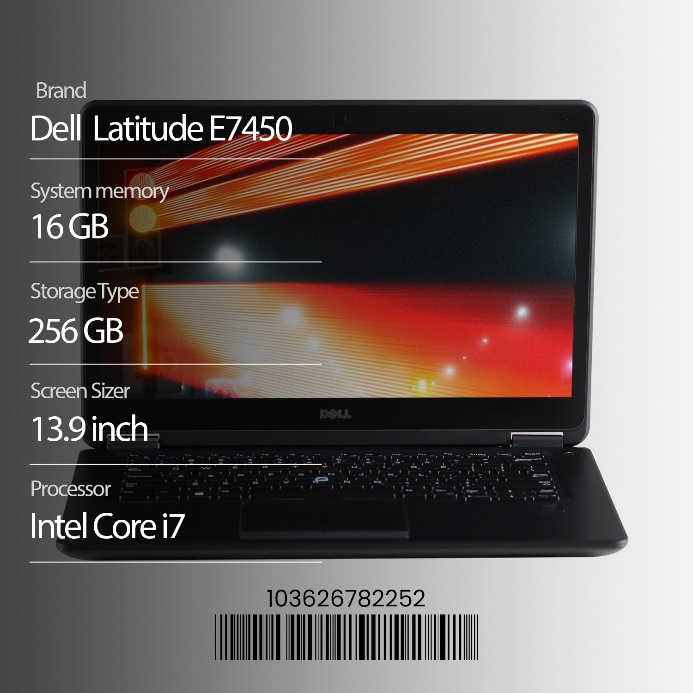 Brand
Dell Latitude E7450
System memory
16 GB
Storage Type
256 GB
Screen Sizer
13.9 inch
DELL
Processor
Intel Core i7
103626782252